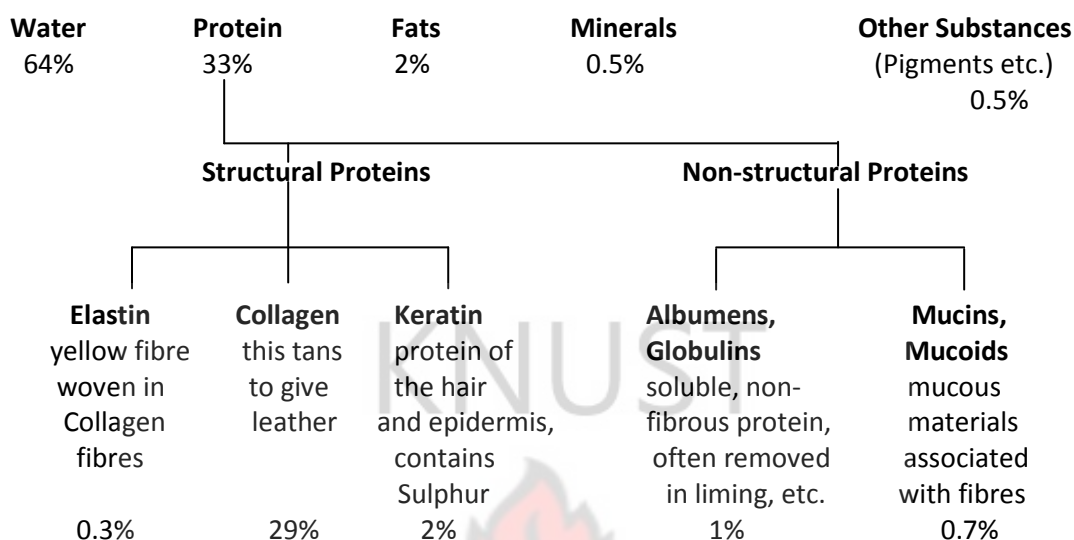 Water Protein Fats Minerals Other Substances
64% 33% 2% 0.5% (Pigments etc.)
0.5%
Structural Proteins Non-structural Proteins
Elastin
yellow fibre
woven in
Collagen
fibres
0.3%
Collagen
this tans
to give
leather
29%
Keratin
protein of
the hair
and epidermis,
contains
Sulphur
2%
Albumens,
Globulins
soluble, non-
fibrous protein,
often removed
in liming, etc.
1%
Mucins,
Mucoids
mucous
materials
associated
with fibres
0.7%
KNUST